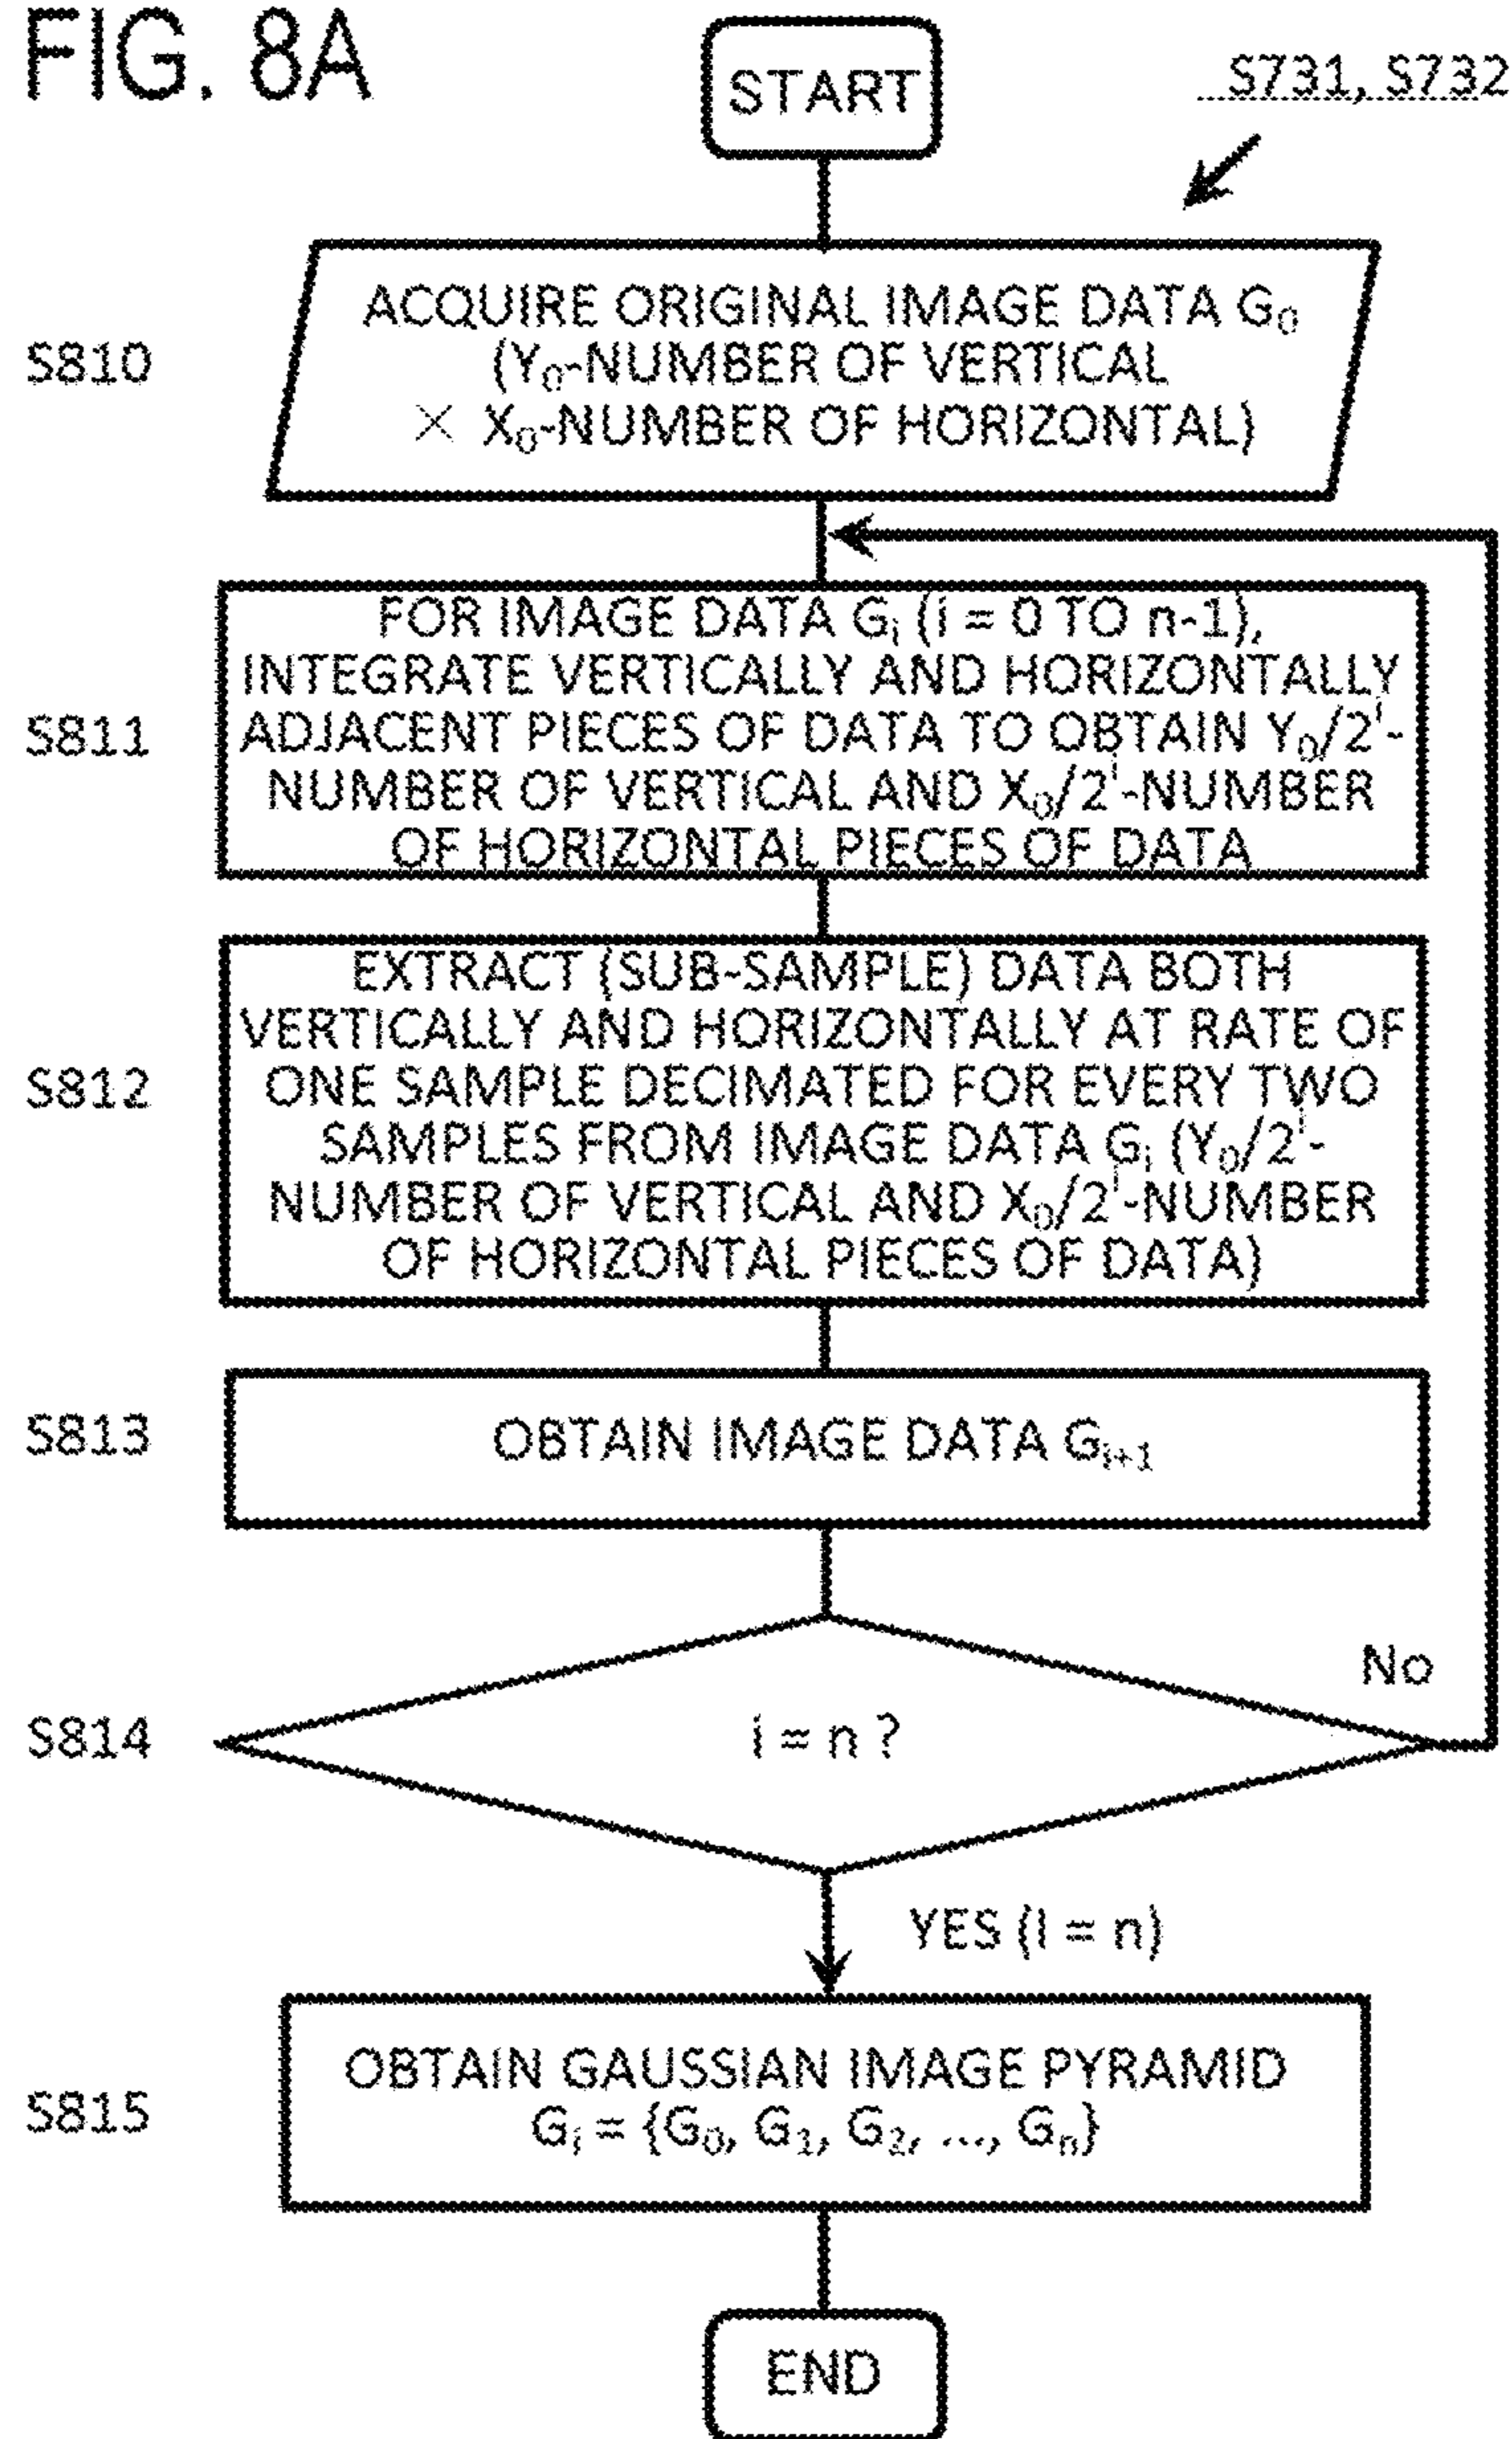 FIG. 8A
START
S731, S732
S810
ACQUIRE ORIGINAL IMAGE DATA G₀
(Y₀-NUMBER OF VERTICAL
× X₀-NUMBER OF HORIZONTAL)
S811
FOR IMAGE DATA Gᵢ (i = 0 TO n-1),
INTEGRATE VERTICALLY AND HORIZONTALLY
ADJACENT PIECES OF DATA TO OBTAIN Y₀/2ⁱ-
NUMBER OF VERTICAL AND X₀/2ⁱ-NUMBER
OF HORIZONTAL PIECES OF DATA
S812
EXTRACT (SUB-SAMPLE) DATA BOTH
VERTICALLY AND HORIZONTALLY AT RATE OF
ONE SAMPLE DECIMATED FOR EVERY TWO
SAMPLES FROM IMAGE DATA Gᵢ (Y₀/2ⁱ-
NUMBER OF VERTICAL AND X₀/2ⁱ-NUMBER
OF HORIZONTAL PIECES OF DATA)
S813
OBTAIN IMAGE DATA Gᵢ₊₁
No
S814
i = n ?
YES (i = n)
S815
OBTAIN GAUSSIAN IMAGE PYRAMID
Gᵢ = {G₀, G₁, G₂, ..., Gₙ}
END